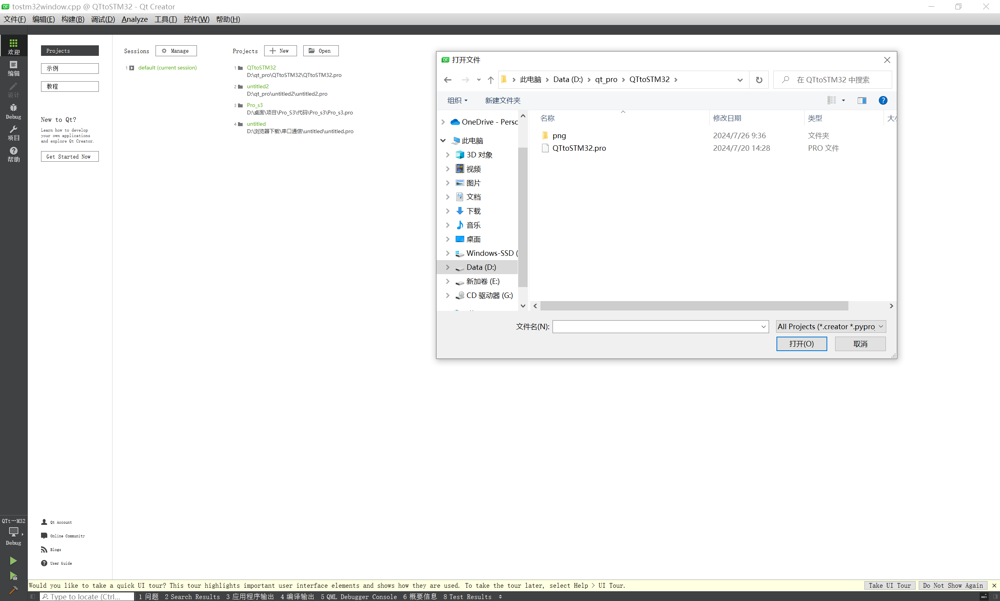 tostm32window.cpp @ QTtoSTM32 - Qt Creator
文件(F) 编辑(E) 构建(B) 调试(D) Analyze 工具(T) 控件(W) 帮助(H)
欢迎
编辑
设计
Debug
项目
帮助
QTt···M32
Debug
Projects
示例
教程
New to Qt?
Learn how to develop
your own applications
and explore Qt Creator.
Get Started Now
Qt Account
Online Community
Blogs
User Guide
Sessions Manage
1 default (current session)
Projects New Open
1 QTtoSTM32
D:\qt_pro\QTtoSTM32\QTtoSTM32.pro
2 untitled2
D:\qt_pro\untitled2\untitled2.pro
3 Pro_s3
D:\桌面\项目\Pro_S3\代码\Pro_s3\Pro_s3.pro
4 untitled
D:\浏览器下载\串口通信\untitled\untitled.pro
打开文件
此电脑 Data (D:) qt_pro QTtoSTM32
在 QTtoSTM32 中搜索
组织 新建文件夹
OneDrive - Perso
此电脑
3D 对象
视频
图片
文档
下载
音乐
桌面
Windows-SSD (
Data (D:)
新加卷 (E:)
CD 驱动器 (G:)
名称 修改日期 类型 大小
png 2024/7/26 9:36 文件夹
QTtoSTM32.pro 2024/7/20 14:28 PRO 文件
文件名(N): All Projects (*.creator *.pypro
打开(O) 取消
Would you like to take a quick UI tour? This tour highlights important user interface elements and shows how they are used. To take the tour later, select Help > UI Tour.
Take UI Tour Do Not Show Again
Type to locate (Ctrl... 1 问题 2 Search Results 3 应用程序输出 4 编译输出 5 QML Debugger Console 6 概要信息 8 Test Results